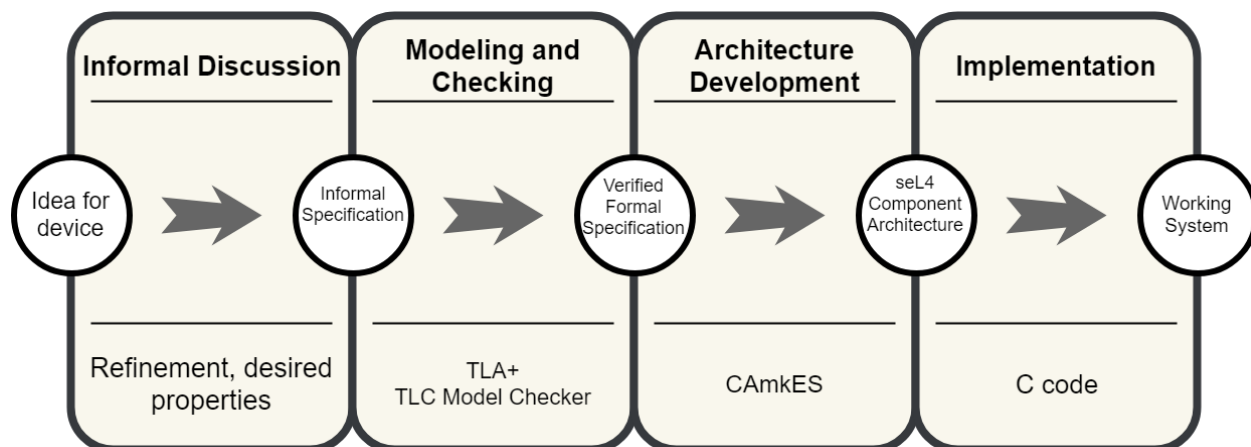 Informal Discussion
Modeling and
Checking
Architecture
Development
Implementation
Idea for
device
Informal
Specification
Verified
Formal
Specification
seL4
Component
Architecture
Working
System
Refinement, desired
properties
TLA+
TLC Model Checker
CAmkES
C code